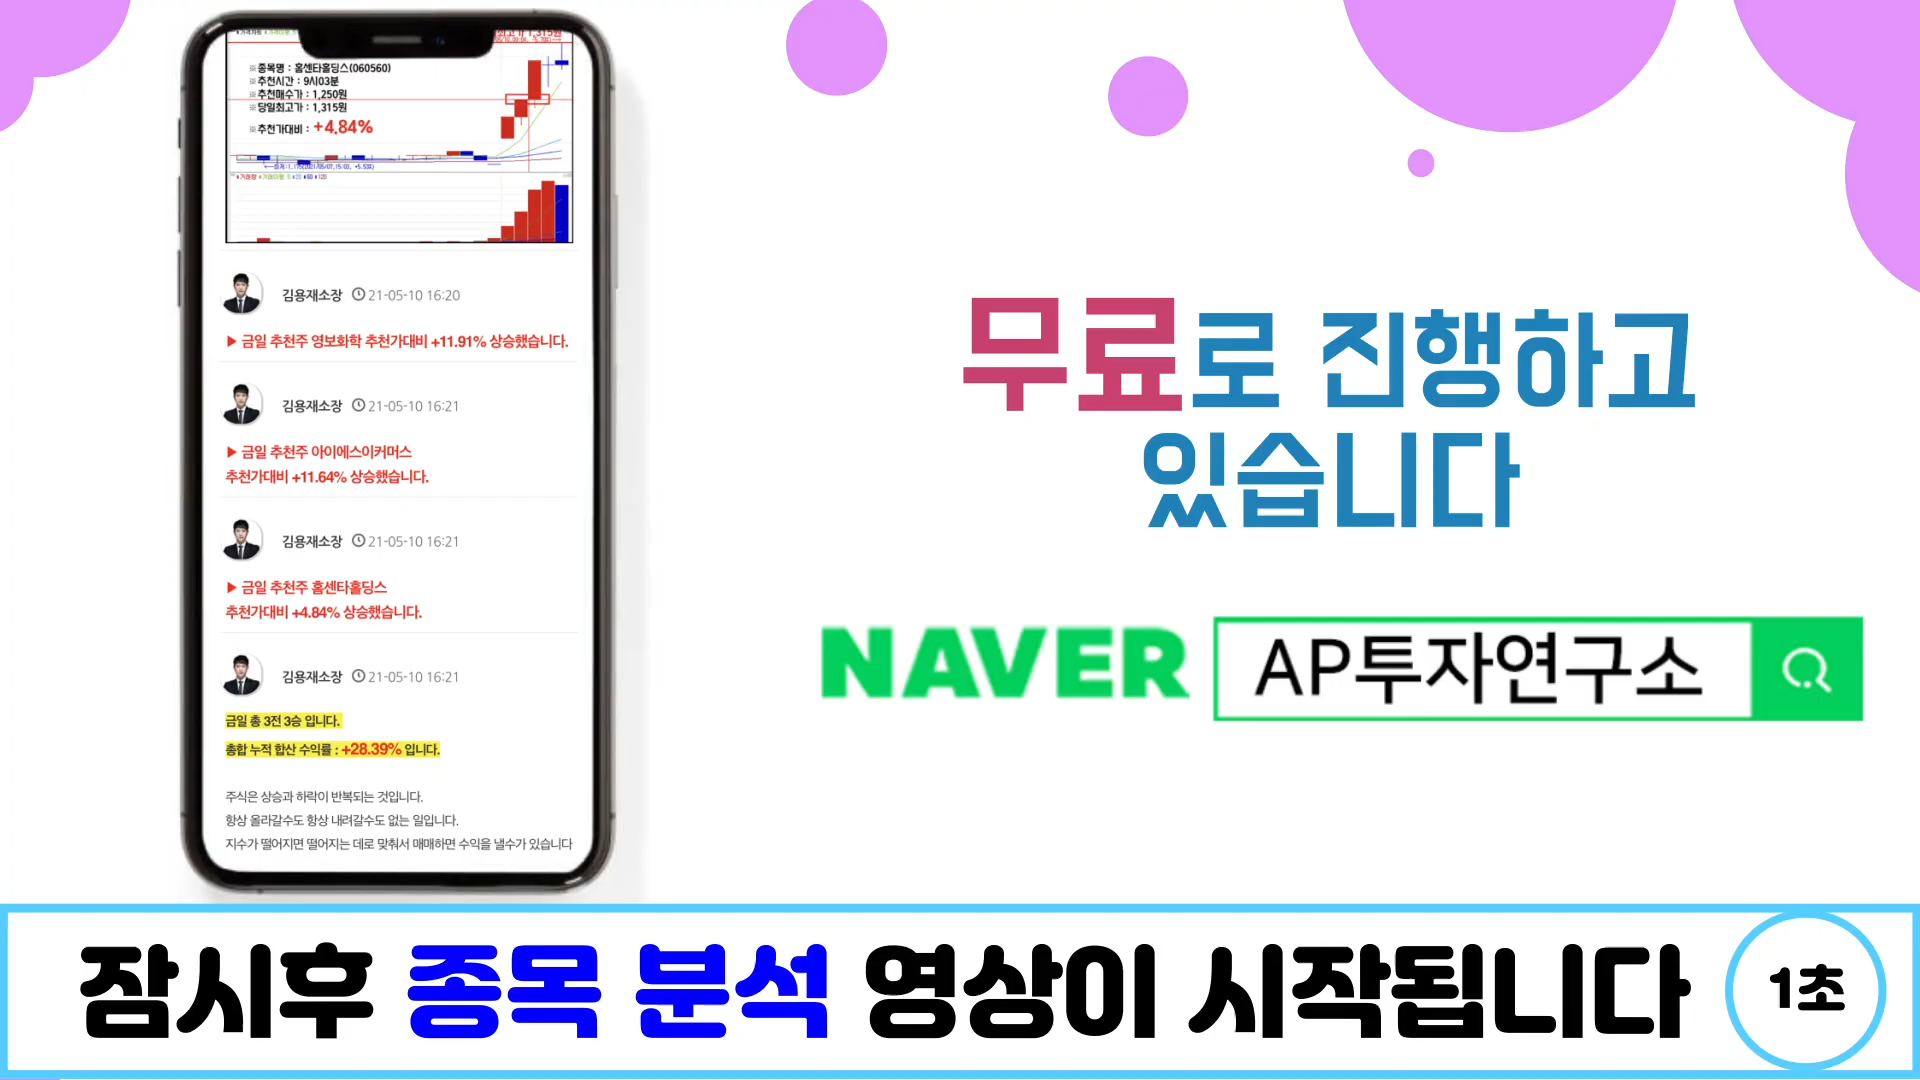 ※종목명 : 홈센타홀딩스(060560)
※추천시간 : 9시03분
※추천매수가 : 1,250원
※당일최고가 : 1,315원
※추천가대비 : +4.84%
김용재소장 21-05-10 16:20
▶ 금일 추천주 영보화학 추천가대비 +11.91% 상승했습니다.
김용재소장 21-05-10 16:21
▶ 금일 추천주 아이에스이커머스
추천가대비 +11.64% 상승했습니다.
김용재소장 21-05-10 16:21
▶ 금일 추천주 홈센타홀딩스
추천가대비 +4.84% 상승했습니다.
김용재소장 21-05-10 16:21
금일 총 3전 3승 입니다.
총합 누적 합산 수익률 : +28.39% 입니다.
주식은 상승과 하락이 반복되는 것입니다.
항상 올라갈수도 항상 내려갈수도 없는 일입니다.
지수가 떨어지면 떨어지는 데로 맞춰서 매매하면 수익을 낼수가 있습니다
무료로 진행하고
있습니다
NAVER AP투자연구소
잠시후 종목 분석 영상이 시작됩니다 1초